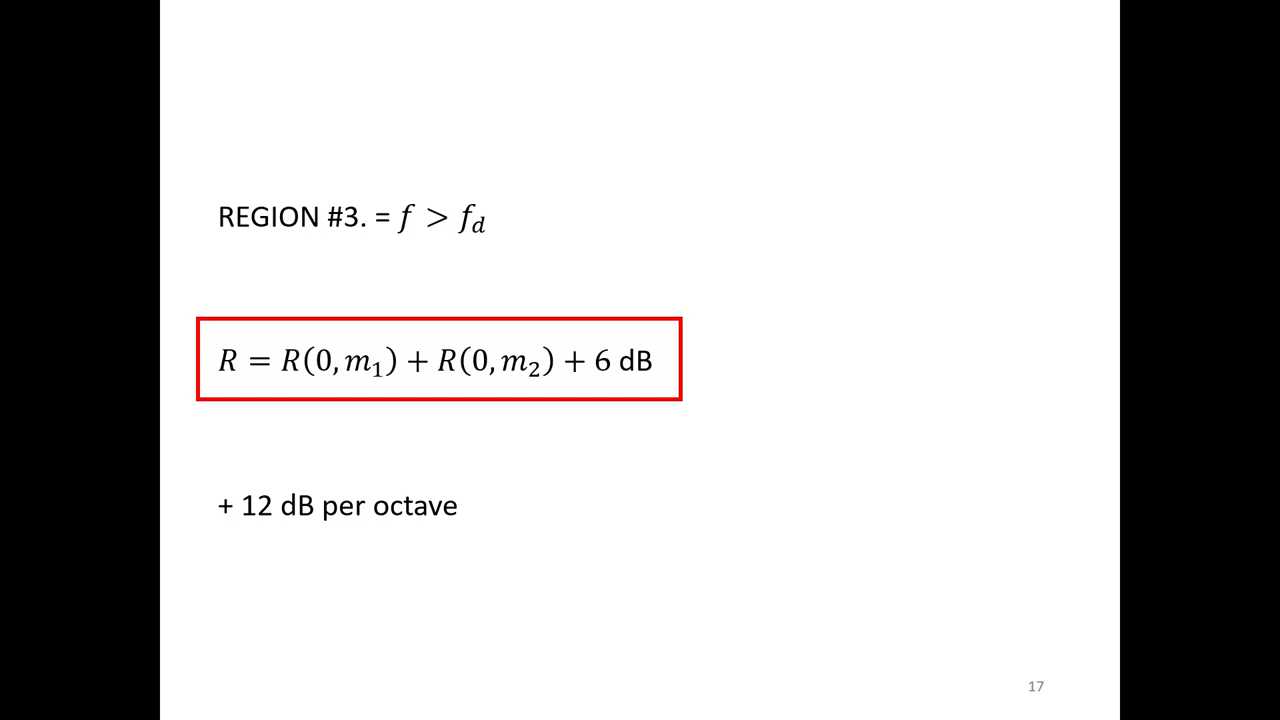 REGION #3. = 𝑓 > 𝑓𝑑
𝑅 = 𝑅(0, 𝑚₁) + 𝑅(0, 𝑚₂) + 6 dB
+ 12 dB per octave
17